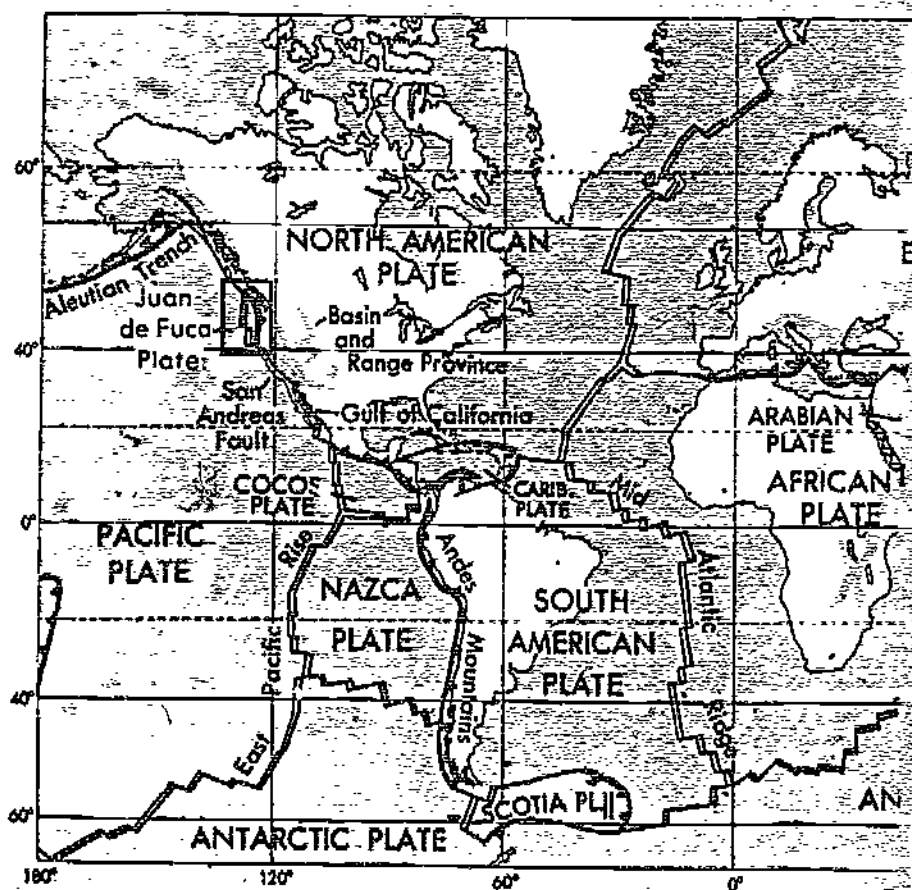 60°
NORTH AMERICAN
PLATE
Aleutian Trench
Juan
de Fuca
Plate
Basin
and
Range Province
40°
San
Andreas
Fault
Gulf of California
ARABIAN
PLATE
AFRICAN
PLATE
COCOS
PLATE
CARIB.
PLATE
Mid
Atlantic
Ridge
0°
PACIFIC
PLATE
East
Pacific
Rise
NAZCA
PLATE
Andes
Mountains
SOUTH
AMERICAN
PLATE
40°
SCOTIA PL
60°
ANTARCTIC PLATE
AN
180°
120°
60°
0°